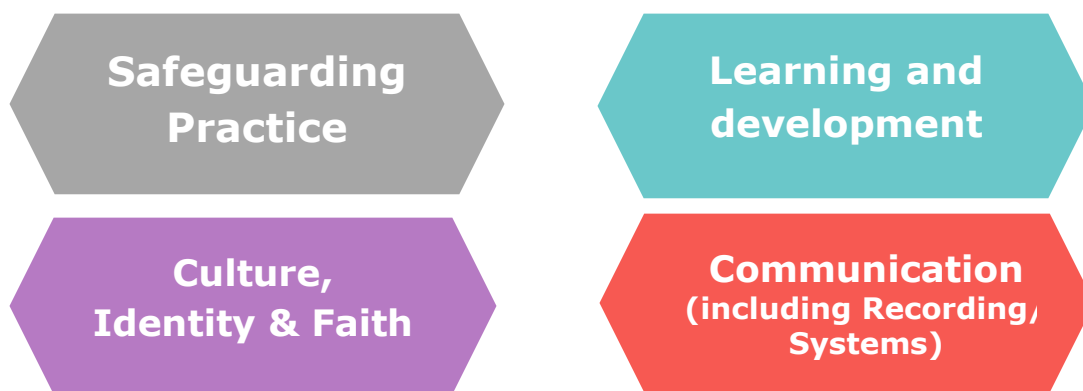 Safeguarding
Practice
Learning and
development
Culture,
Identity & Faith
Communication
(including Recording/
Systems)